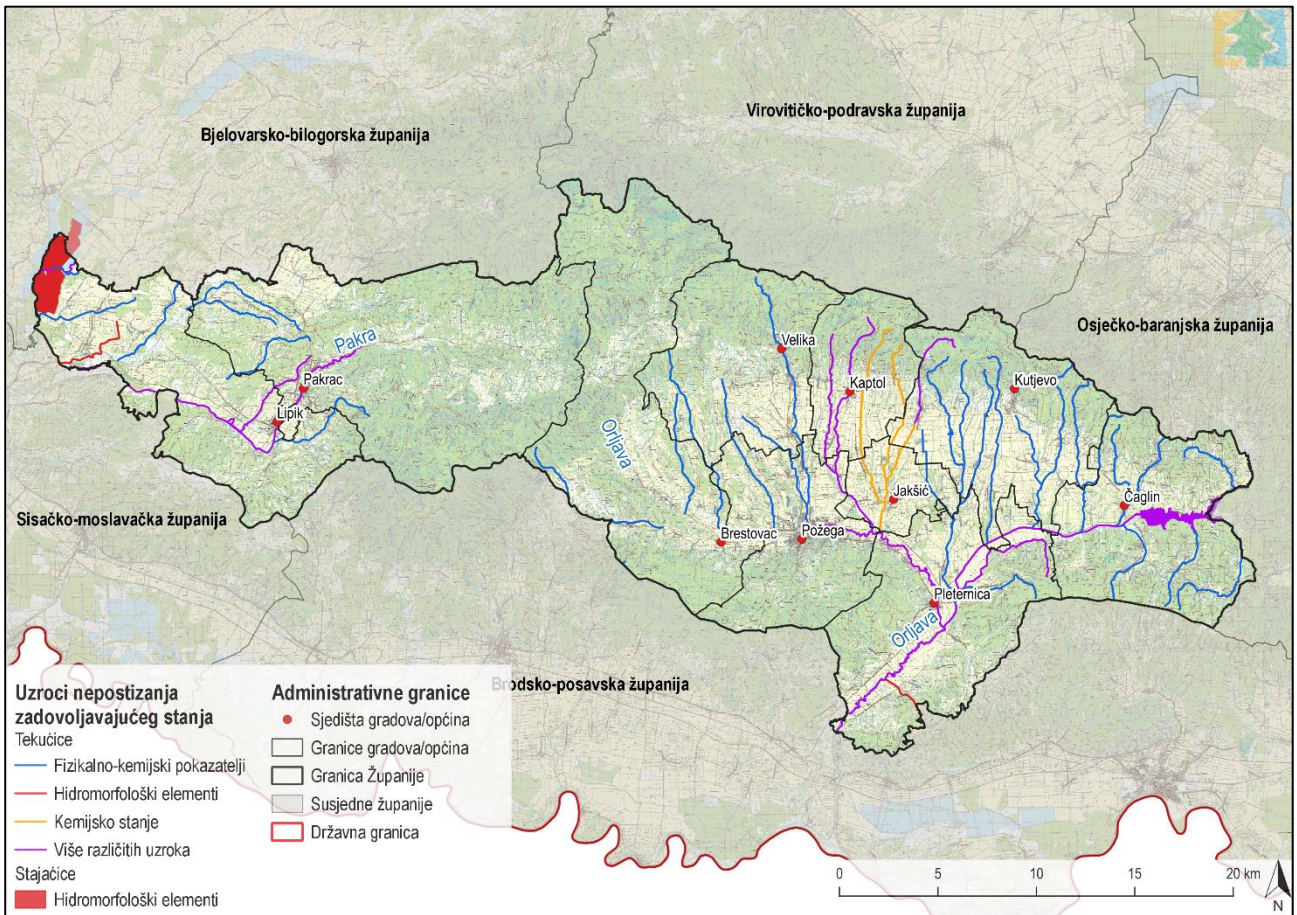 Virovitičko-podravska županija
Bjelovarsko-bilogorska županija
Osječko-baranjska županija
Pakra
Velika
Pakrac
Kaptol
Kutjevo
Lipik
Orljava
Jakšić
Čaglin
Sisačko-moslavačka županija
Brestovac
Požega
Pleternica
Orljava
Brodsko-posavska županija
Uzroci nepostizanja
zadovoljavajućeg stanja
Tekućice
Fizikalno-kemijski pokazatelji
Hidromorfološki elementi
Kemijsko stanje
Više različitih uzroka
Stajaćice
Hidromorfološki elementi
Administrativne granice
Sjedišta gradova/općina
Granice gradova/općina
Granica Županije
Susjedne županije
Državna granica
0 5 10 15 20 km
N